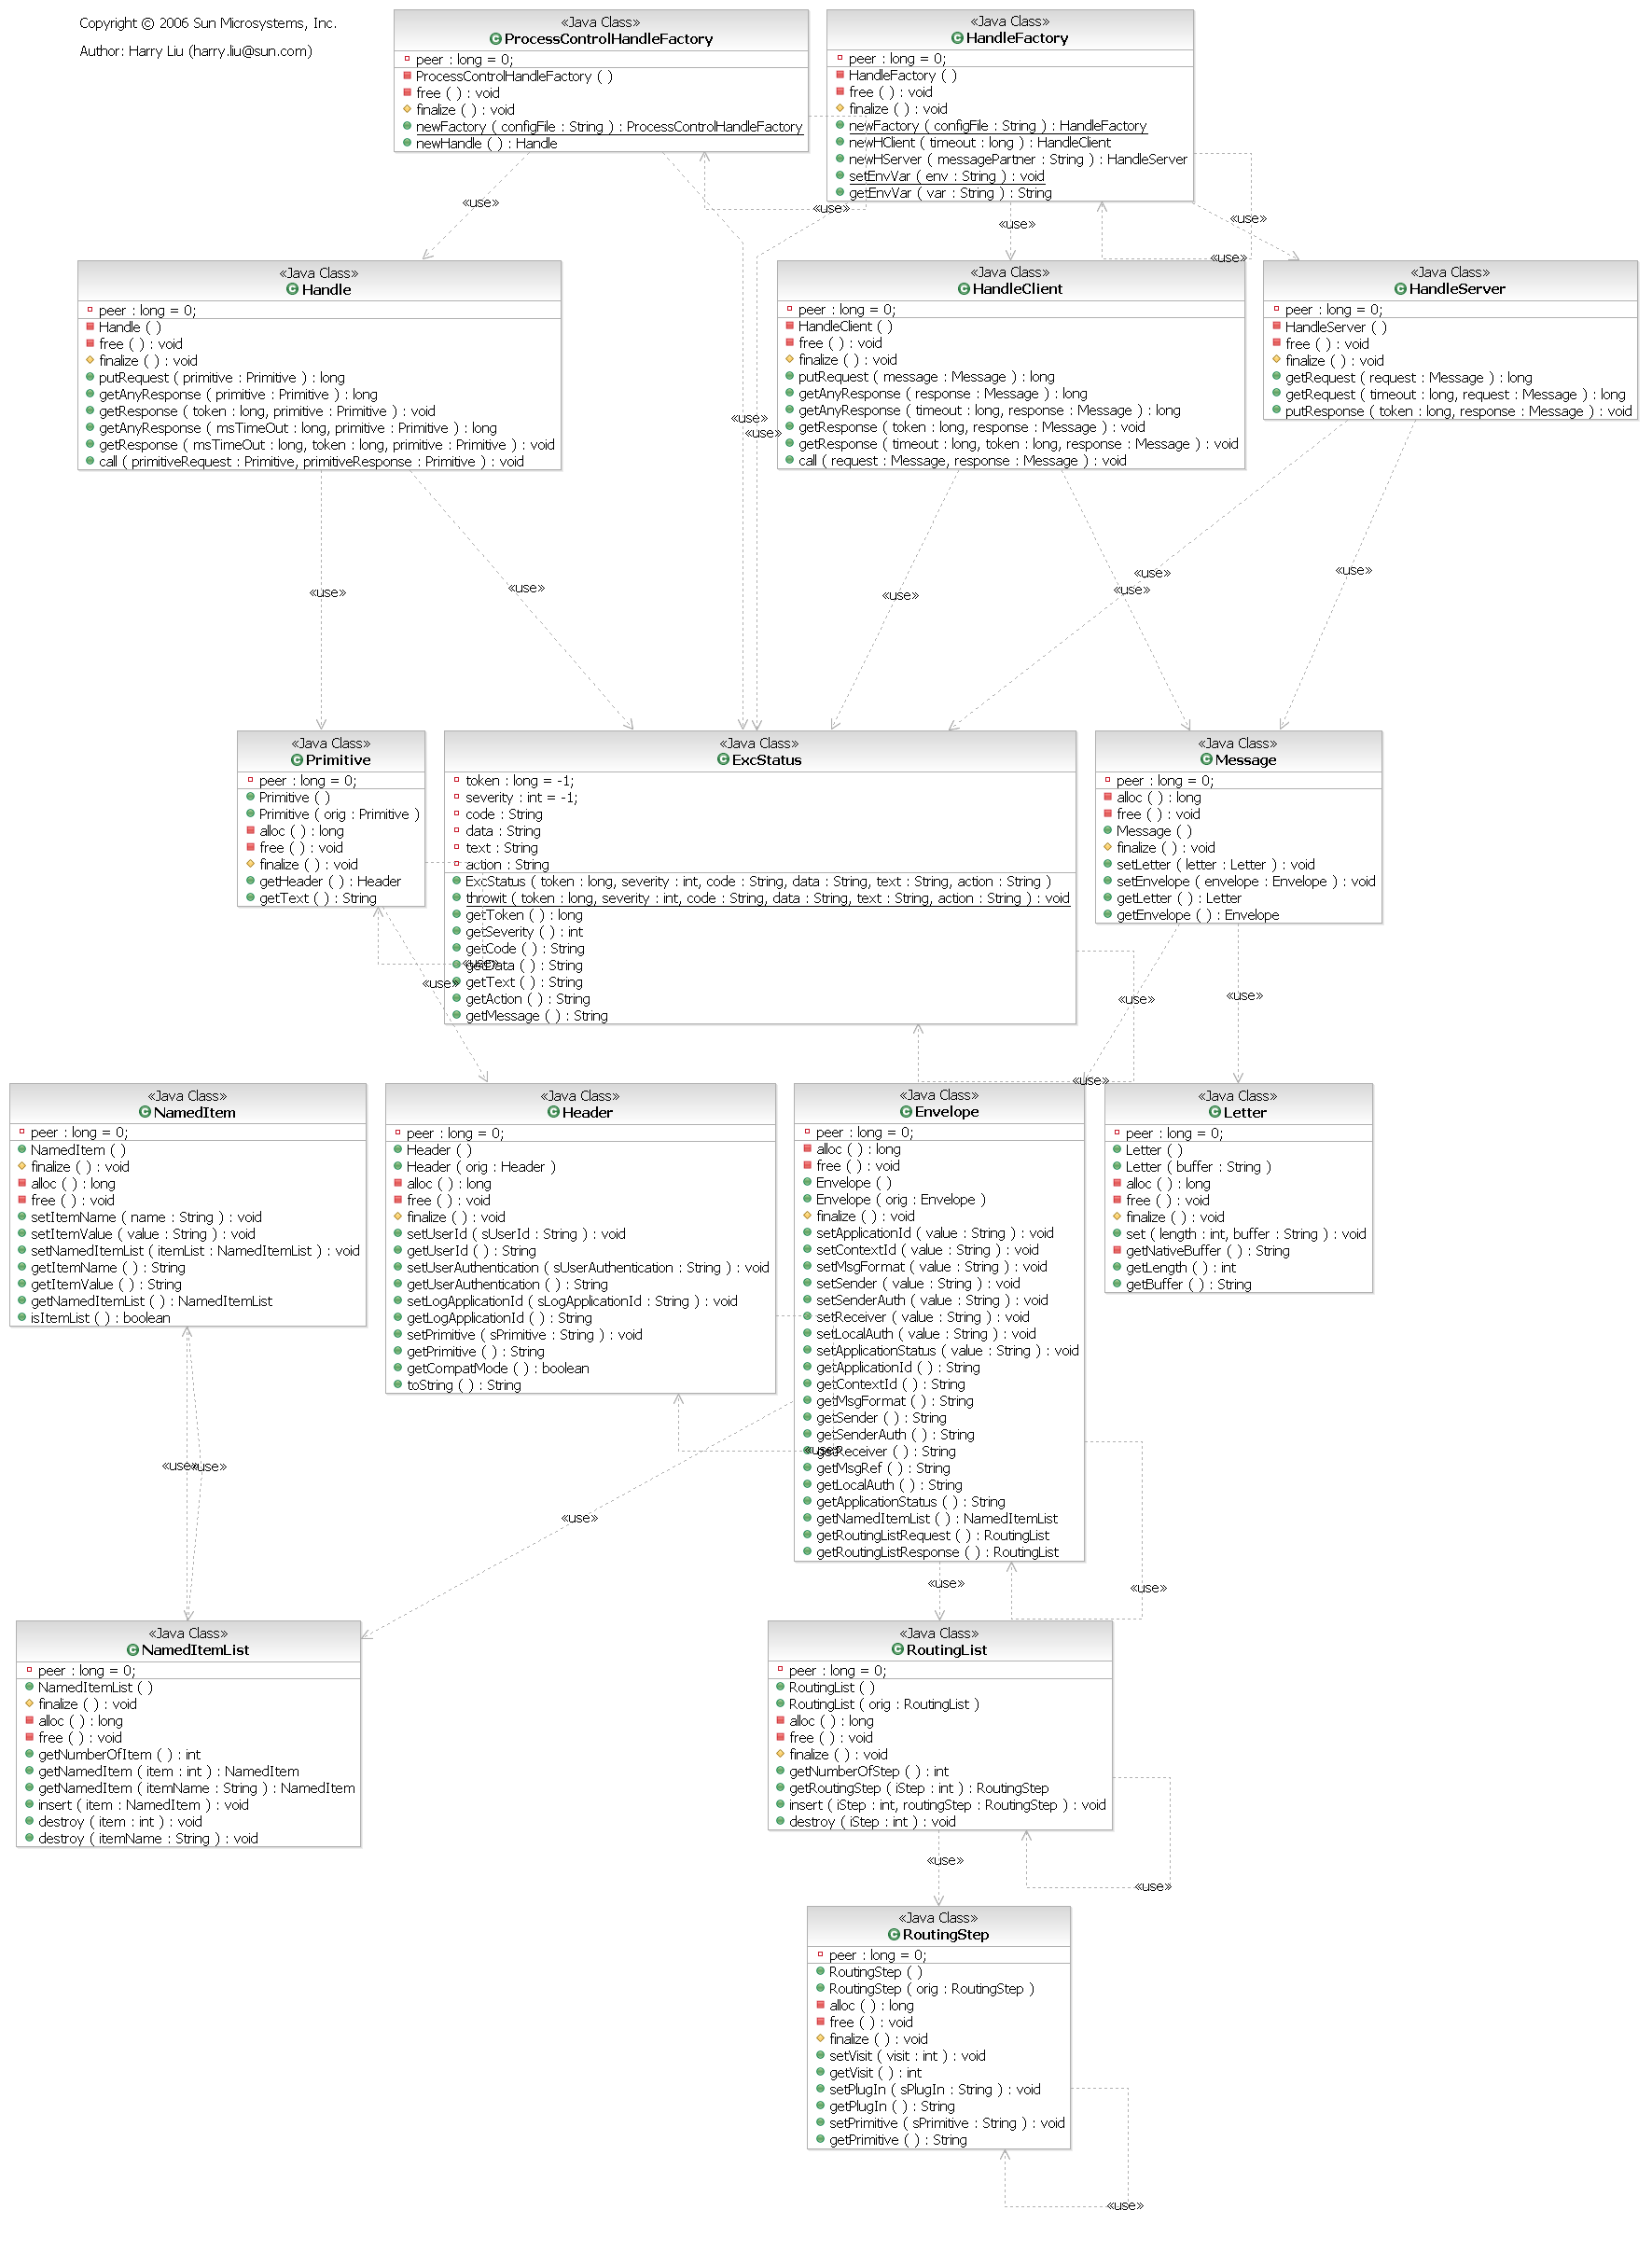 Copyright © 2006 Sun Microsystems, Inc.
Author: Harry Liu (harry.liu@sun.com)
«Java Class»
ProcessControlHandleFactory
peer : long = 0;
ProcessControlHandleFactory ( )
free ( ) : void
finalize ( ) : void
newFactory ( configFile : String ) : ProcessControlHandleFactory
newHandle ( ) : Handle
«Java Class»
HandleFactory
peer : long = 0;
HandleFactory ( )
free ( ) : void
finalize ( ) : void
newFactory ( configFile : String ) : HandleFactory
newHClient ( timeout : long ) : HandleClient
newHServer ( messagePartner : String ) : HandleServer
setEnvVar ( env : String ) : void
getEnvVar ( var : String ) : String
«use»
«use»
«use»
«use»
«use»
«Java Class»
Handle
peer : long = 0;
Handle ( )
free ( ) : void
finalize ( ) : void
putRequest ( primitive : Primitive ) : long
getAnyResponse ( primitive : Primitive ) : long
getResponse ( token : long, primitive : Primitive ) : void
getAnyResponse ( msTimeOut : long, primitive : Primitive ) : long
getResponse ( msTimeOut : long, token : long, primitive : Primitive ) : void
call ( primitiveRequest : Primitive, primitiveResponse : Primitive ) : void
«Java Class»
HandleClient
peer : long = 0;
HandleClient ( )
free ( ) : void
finalize ( ) : void
putRequest ( message : Message ) : long
getAnyResponse ( response : Message ) : long
getAnyResponse ( timeout : long, response : Message ) : long
getResponse ( token : long, response : Message ) : void
getResponse ( timeout : long, token : long, response : Message ) : void
call ( request : Message, response : Message ) : void
«Java Class»
HandleServer
peer : long = 0;
HandleServer ( )
free ( ) : void
finalize ( ) : void
getRequest ( request : Message ) : long
getRequest ( timeout : long, request : Message ) : long
putResponse ( token : long, response : Message ) : void
«use»
«use»
«use»
«use»
«use»
«use»
«use»
«use»
«Java Class»
Primitive
peer : long = 0;
Primitive ( )
Primitive ( orig : Primitive )
alloc ( ) : long
free ( ) : void
finalize ( ) : void
getHeader ( ) : Header
getText ( ) : String
«Java Class»
ExcStatus
token : long = -1;
severity : int = -1;
code : String
data : String
text : String
action : String
ExcStatus ( token : long, severity : int, code : String, data : String, text : String, action : String )
throwit ( token : long, severity : int, code : String, data : String, text : String, action : String ) : void
getToken ( ) : long
getSeverity ( ) : int
getCode ( ) : String
getData ( ) : String
getText ( ) : String
getAction ( ) : String
getMessage ( ) : String
«Java Class»
Message
peer : long = 0;
alloc ( ) : long
free ( ) : void
Message ( )
finalize ( ) : void
setLetter ( letter : Letter ) : void
setEnvelope ( envelope : Envelope ) : void
getLetter ( ) : Letter
getEnvelope ( ) : Envelope
«use»
«use»
«use»
«use»
«use»
«Java Class»
NamedItem
peer : long = 0;
NamedItem ( )
finalize ( ) : void
alloc ( ) : long
free ( ) : void
setItemName ( name : String ) : void
setItemValue ( value : String ) : void
setNamedItemList ( itemList : NamedItemList ) : void
getItemName ( ) : String
getItemValue ( ) : String
getNamedItemList ( ) : NamedItemList
isItemList ( ) : boolean
«Java Class»
Header
peer : long = 0;
Header ( )
Header ( orig : Header )
alloc ( ) : long
free ( ) : void
finalize ( ) : void
setUserId ( sUserId : String ) : void
getUserId ( ) : String
setUserAuthentication ( sUserAuthentication : String ) : void
getUserAuthentication ( ) : String
setLogApplicationId ( sLogApplicationId : String ) : void
getLogApplicationId ( ) : String
setPrimitive ( sPrimitive : String ) : void
getPrimitive ( ) : String
getCompatMode ( ) : boolean
toString ( ) : String
«Java Class»
Envelope
peer : long = 0;
alloc ( ) : long
free ( ) : void
Envelope ( )
Envelope ( orig : Envelope )
finalize ( ) : void
setApplicationId ( value : String ) : void
setContextId ( value : String ) : void
setMsgFormat ( value : String ) : void
setSender ( value : String ) : void
setSenderAuth ( value : String ) : void
setReceiver ( value : String ) : void
setLocalAuth ( value : String ) : void
setApplicationStatus ( value : String ) : void
getApplicationId ( ) : String
getContextId ( ) : String
getMsgFormat ( ) : String
getSender ( ) : String
getSenderAuth ( ) : String
getReceiver ( ) : String
getMsgRef ( ) : String
getLocalAuth ( ) : String
getApplicationStatus ( ) : String
getNamedItemList ( ) : NamedItemList
getRoutingListRequest ( ) : RoutingList
getRoutingListResponse ( ) : RoutingList
«Java Class»
Letter
peer : long = 0;
Letter ( )
Letter ( buffer : String )
alloc ( ) : long
free ( ) : void
finalize ( ) : void
set ( length : int, buffer : String ) : void
getNativeBuffer ( ) : String
getLength ( ) : int
getBuffer ( ) : String
«use»
«use»
«use»
«use»
«use»
«use»
«Java Class»
NamedItemList
peer : long = 0;
NamedItemList ( )
finalize ( ) : void
alloc ( ) : long
free ( ) : void
getNumberOfItem ( ) : int
getNamedItem ( item : int ) : NamedItem
getNamedItem ( itemName : String ) : NamedItem
insert ( item : NamedItem ) : void
destroy ( item : int ) : void
destroy ( itemName : String ) : void
«Java Class»
RoutingList
peer : long = 0;
RoutingList ( )
RoutingList ( orig : RoutingList )
alloc ( ) : long
free ( ) : void
finalize ( ) : void
getNumberOfStep ( ) : int
getRoutingStep ( iStep : int ) : RoutingStep
insert ( iStep : int, routingStep : RoutingStep ) : void
destroy ( iStep : int ) : void
«use»
«use»
«Java Class»
RoutingStep
peer : long = 0;
RoutingStep ( )
RoutingStep ( orig : RoutingStep )
alloc ( ) : long
free ( ) : void
finalize ( ) : void
setVisit ( visit : int ) : void
getVisit ( ) : int
setPlugIn ( sPlugIn : String ) : void
getPlugIn ( ) : String
setPrimitive ( sPrimitive : String ) : void
getPrimitive ( ) : String
«use»